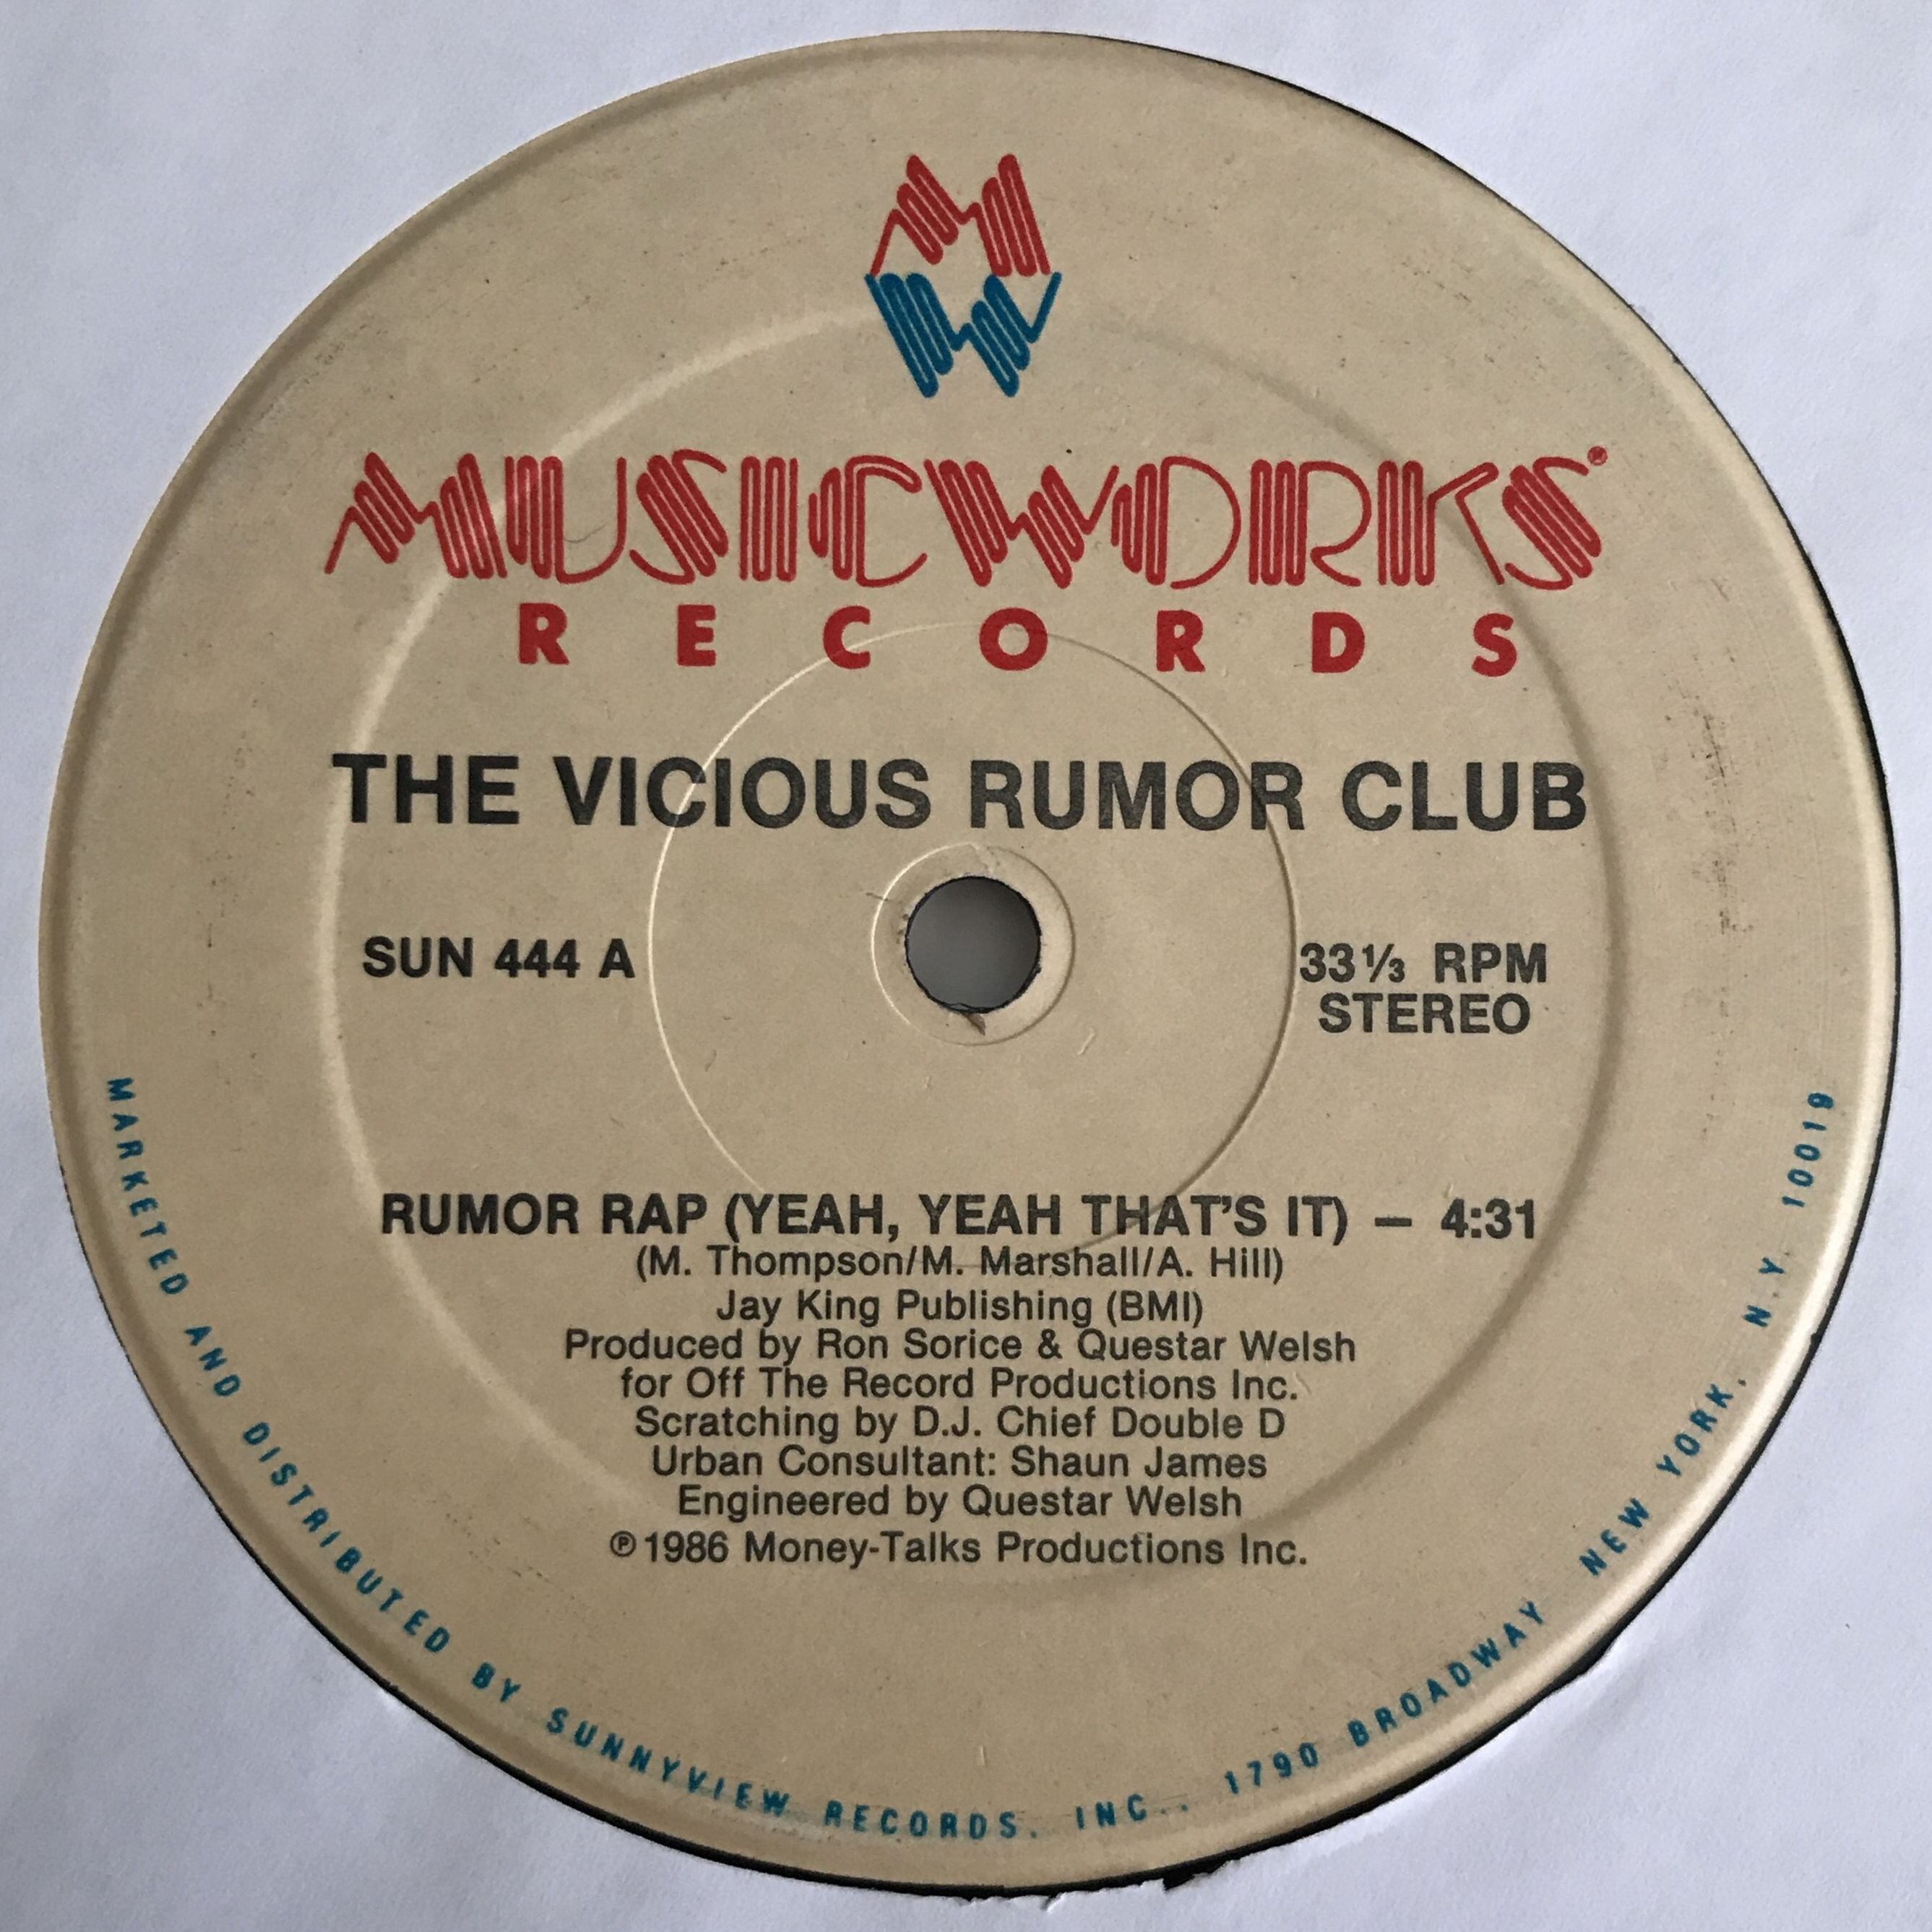 MUSICWORKS®
RECORDS
THE VICIOUS RUMOR CLUB
SUN 444 A
33⅓ RPM
STEREO
RUMOR RAP (YEAH, YEAH THAT'S IT) – 4:31
(M. Thompson/M. Marshall/A. Hill)
Jay King Publishing (BMI)
Produced by Ron Sorice & Questar Welsh
for Off The Record Productions Inc.
Scratching by D.J. Chief Double D
Urban Consultant: Shaun James
Engineered by Questar Welsh
℗1986 Money-Talks Productions Inc.
MARKETED AND DISTRIBUTED BY SUNNYVIEW RECORDS, INC., 1790 BROADWAY NEW YORK, N.Y. 10019